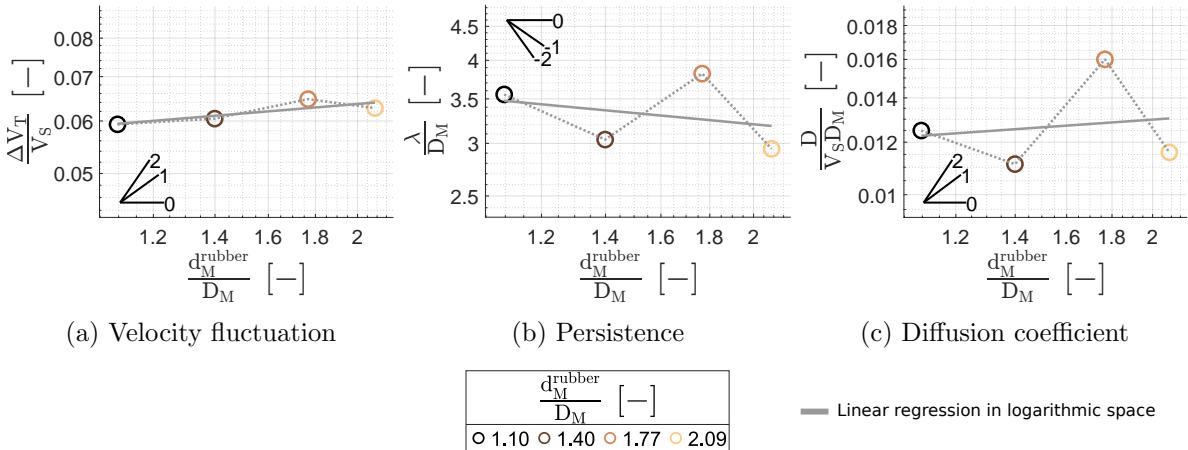 0.08
0.07
0.06
0.05
ΔV_T / V_S [−]
2
1
0
1.2 1.4 1.6 1.8 2
d_M^rubber / D_M [−]
(a) Velocity fluctuation
4.5
4
3.5
3
2.5
λ / D_M [−]
0
-1
-2
1.2 1.4 1.6 1.8 2
d_M^rubber / D_M [−]
(b) Persistence
0.018
0.016
0.014
0.012
0.01
D / V_S D_M [−]
2
1
0
1.2 1.4 1.6 1.8 2
d_M^rubber / D_M [−]
(c) Diffusion coefficient
d_M^rubber / D_M [−]
1.10 1.40 1.77 2.09
Linear regression in logarithmic space